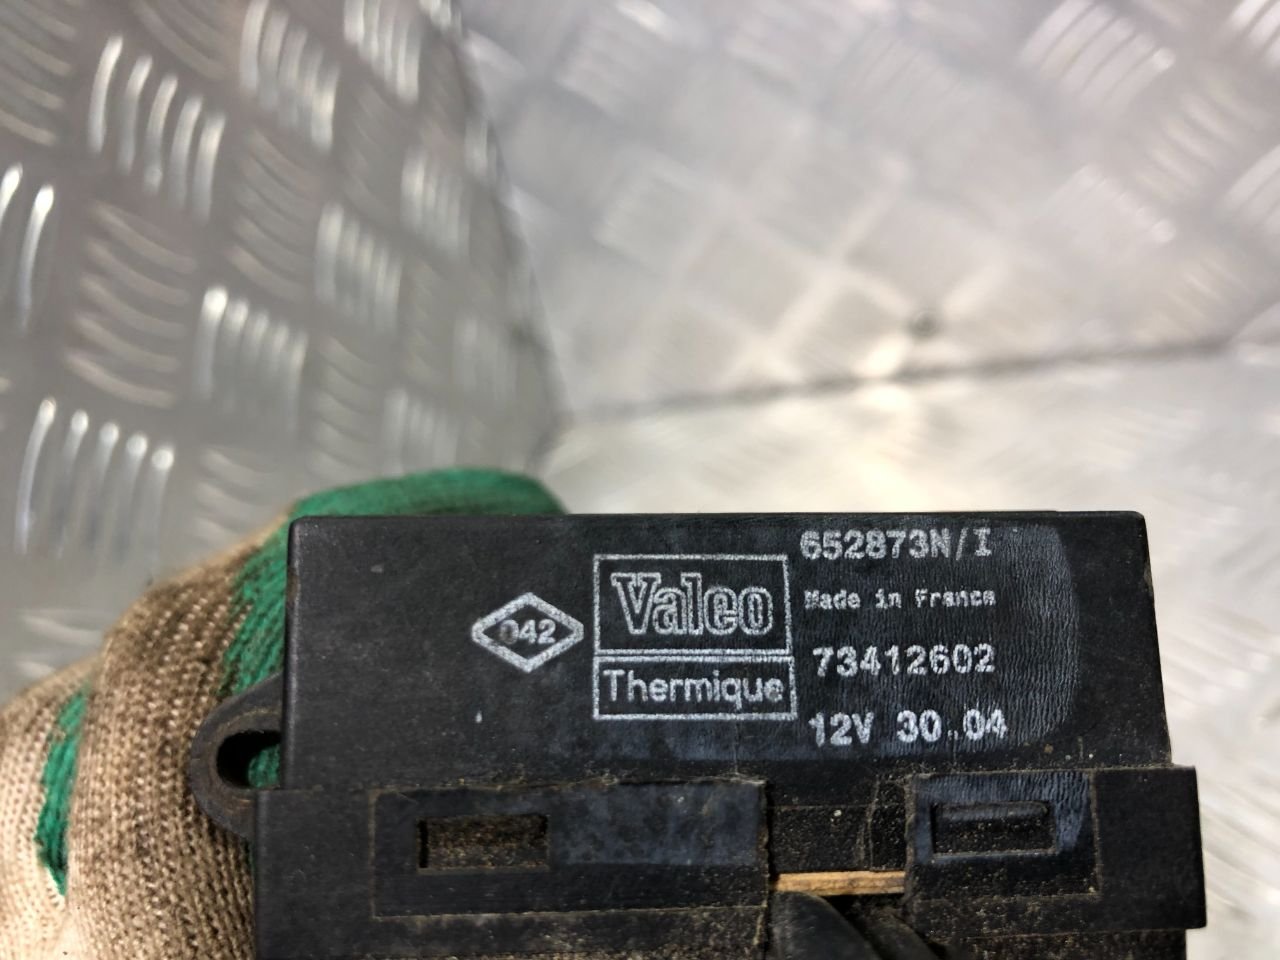 652873N/I
042
Valeo
Made in France
Thermique
73412602
12V 30.04